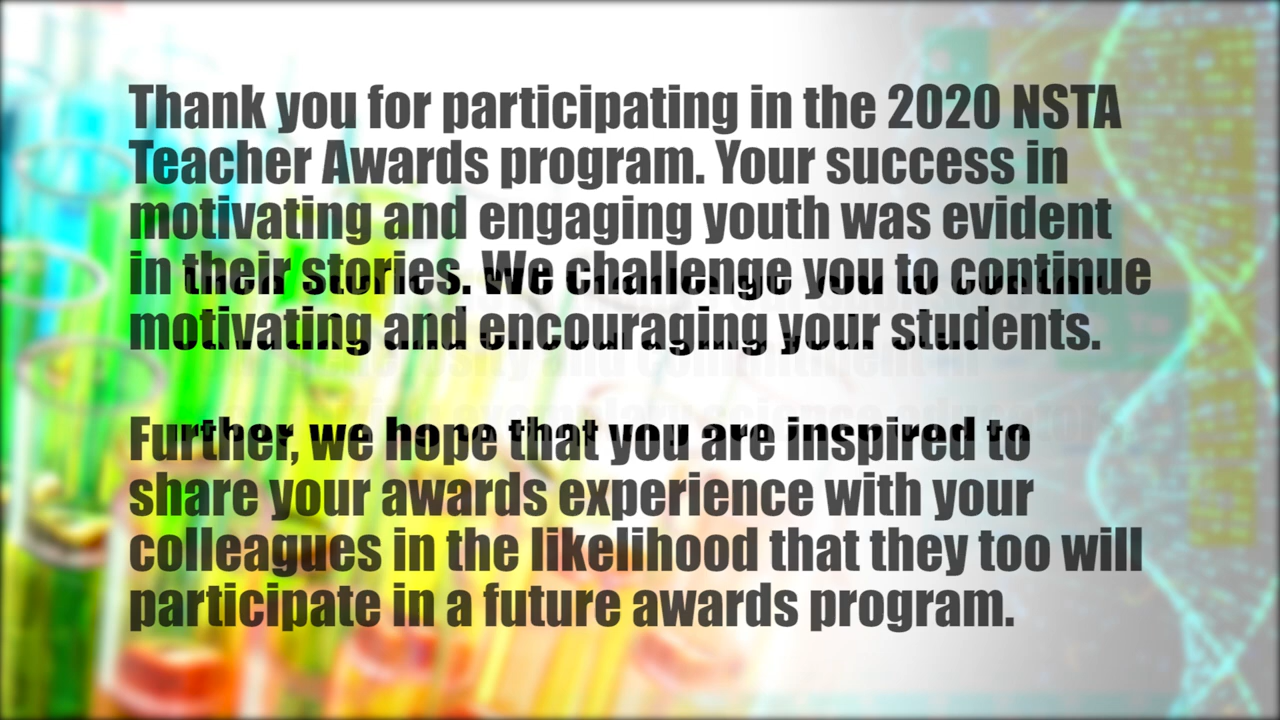 Thank you for participating in the 2020 NSTA
Teacher Awards program. Your success in
motivating and engaging youth was evident
in their stories. We challenge you to continue
motivating and encouraging your students.
Further, we hope that you are inspired to
share your awards experience with your
colleagues in the likelihood that they too will
participate in a future awards program.